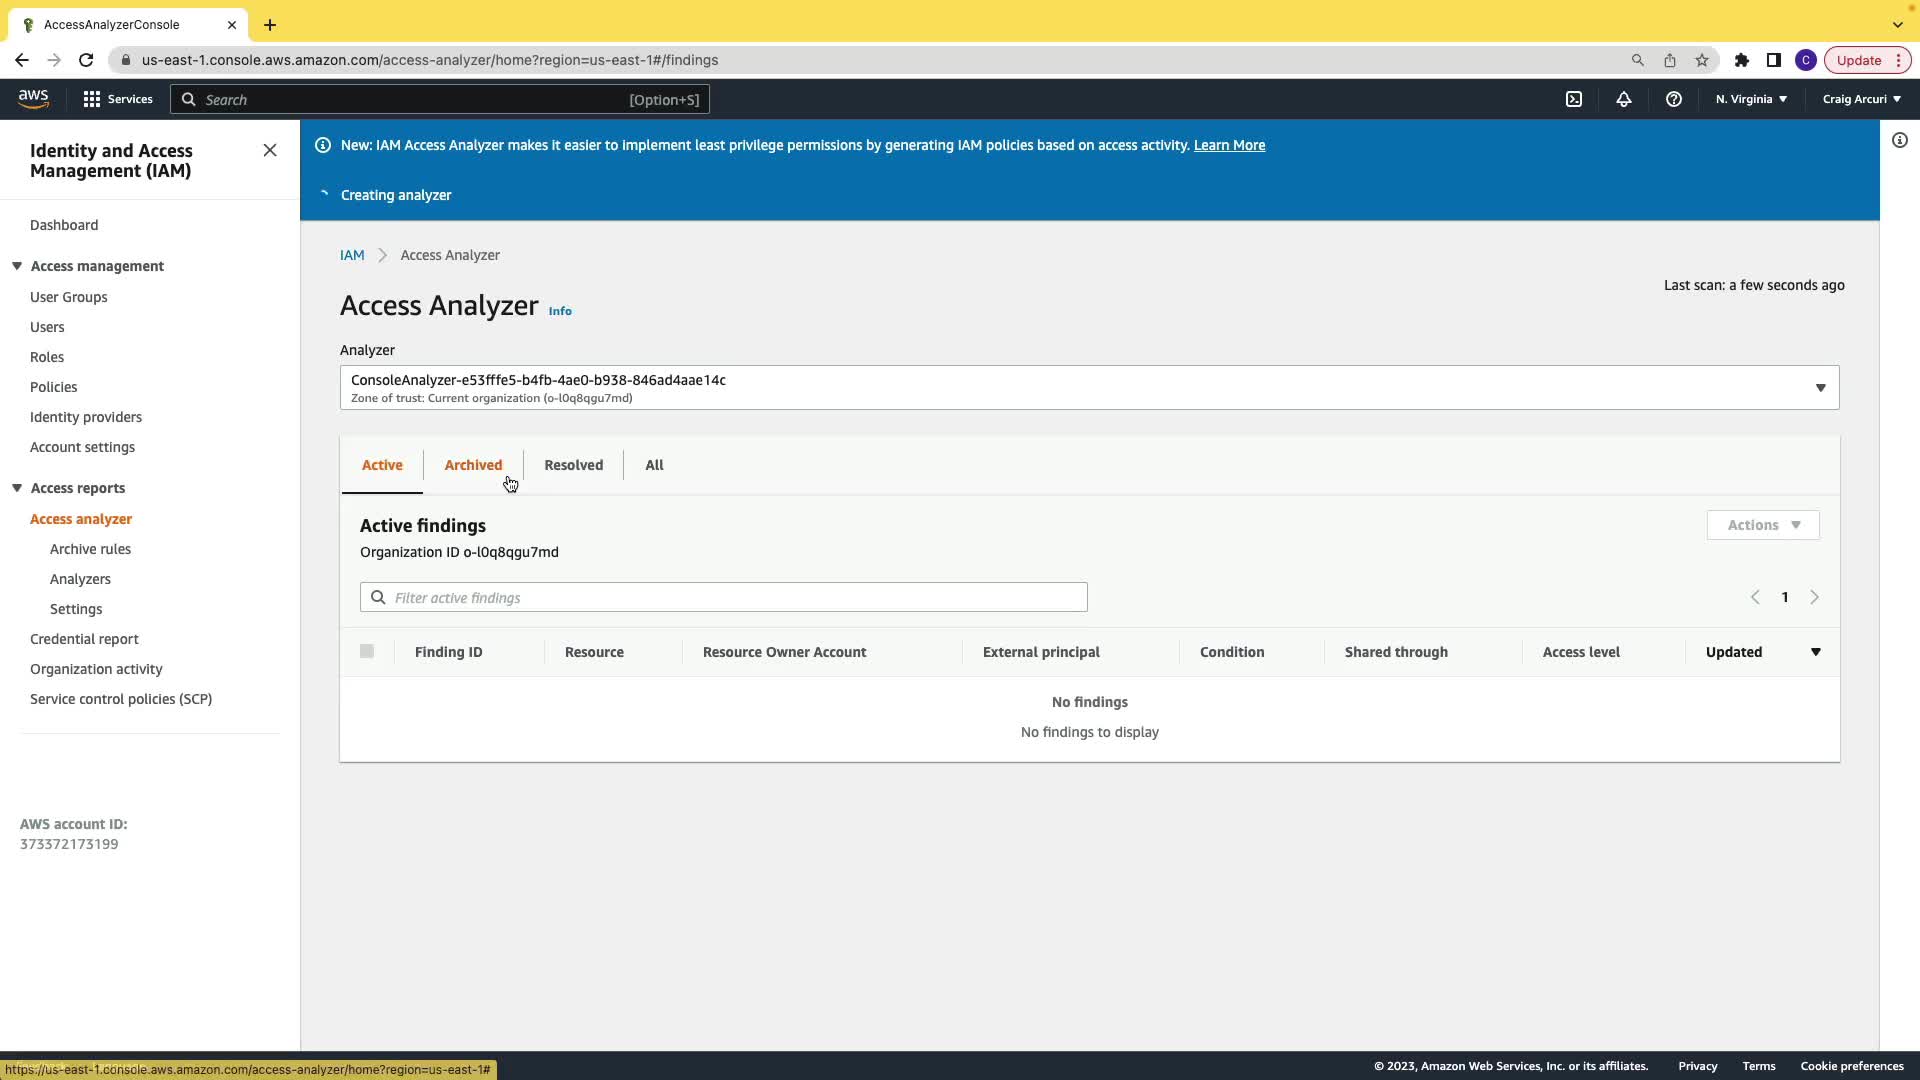 AccessAnalyzerConsole
us-east-1.console.aws.amazon.com/access-analyzer/home?region=us-east-1#/findings
C
Update
aws
Services
Search
[Option+S]
N. Virginia
Craig Arcuri
Identity and Access
Management (IAM)
Dashboard
Access management
User Groups
Users
Roles
Policies
Identity providers
Account settings
Access reports
Access analyzer
Archive rules
Analyzers
Settings
Credential report
Organization activity
Service control policies (SCP)
AWS account ID:
373372173199
New: IAM Access Analyzer makes it easier to implement least privilege permissions by generating IAM policies based on access activity. Learn More
Creating analyzer
IAM
Access Analyzer
Last scan: a few seconds ago
Access Analyzer Info
Analyzer
ConsoleAnalyzer-e53fffe5-b4fb-4ae0-b938-846ad4aae14c
Zone of trust: Current organization (o-l0q8qgu7md)
Active
Archived
Resolved
All
Active findings
Actions
Organization ID o-l0q8qgu7md
Filter active findings
1
Finding ID
Resource
Resource Owner Account
External principal
Condition
Shared through
Access level
Updated
No findings
No findings to display
https://us-east-1.console.aws.amazon.com/access-analyzer/home?region=us-east-1#
© 2023, Amazon Web Services, Inc. or its affiliates.
Privacy
Terms
Cookie preferences